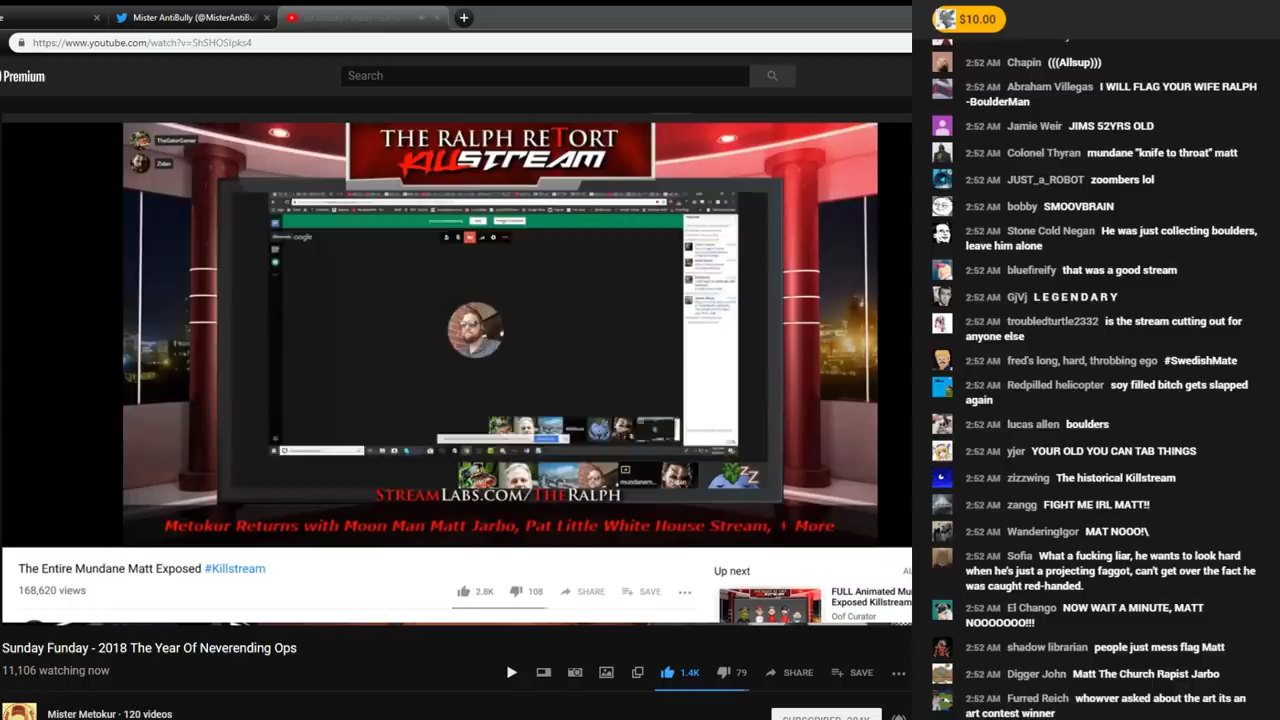 Mister AntiBully (@MisterAntiBul
https://www.youtube.com/watch?v=ShSHOSIpks4
Premium
Search
TheGatorGamer
Zidan
THE RALPH RETORT
KILLSTREAM
STREAMLABS.COM/THERALPH
Metokur Returns with Moon Man Matt Jarbo, Pat Little White House Stream, + More
The Entire Mundane Matt Exposed #Killstream
168,620 views
2.8K
108
SHARE
SAVE
Up next
FULL Animated Mu
Exposed Killstream
Oof Curator
Sunday Funday - 2018 The Year Of Neverending Ops
11,106 watching now
1.4K
79
SHARE
SAVE
Mister Metokur · 120 videos
$10.00
2:52 AM Chapin (((Allsup)))
2:52 AM Abraham Villegas I WILL FLAG YOUR WIFE RALPH
-BoulderMan
2:52 AM Jamie Weir JIMS 52YRS OLD
2:52 AM Colonel Thyran mundane "knife to throat" matt
2:52 AM JUST_a_ROBOT zoombers lol
2:52 AM bobby SMOOVBRAIN
2:52 AM Stone Cold Negan He was just collecting boulders,
leave him alone
2:52 AM bluefirefly that was a good stream
2:52 AM Gjvj L E G E N D A R Y
2:52 AM troubleturtle2332 is the stream cutting out for
anyone else
2:52 AM fred's long, hard, throbbing ego #SwedishMate
2:52 AM Redpilled helicopter soy filled bitch gets slapped
again
2:52 AM lucas allen boulders
2:52 AM yjer YOUR OLD YOU CAN TAB THINGS
2:52 AM zizzwing The historical Killstream
2:52 AM zangg FIGHT ME IRL MATT!!
2:52 AM WanderingIgor MAT NOOO!\
2:52 AM Sofia What a fucking liar, he wants to look hard
when he's just a projecting faggot, can't get over the fact he
was caught red-handed.
2:52 AM El Chango NOW WAIT A MINUTE, MATT
NOOOOOOO!!!
2:52 AM shadow librarian people just mess flag Matt
2:52 AM Digger John Matt The Church Rapist Jarbo
2:52 AM Furred Reich whowver asked about the art its an
art contest winner